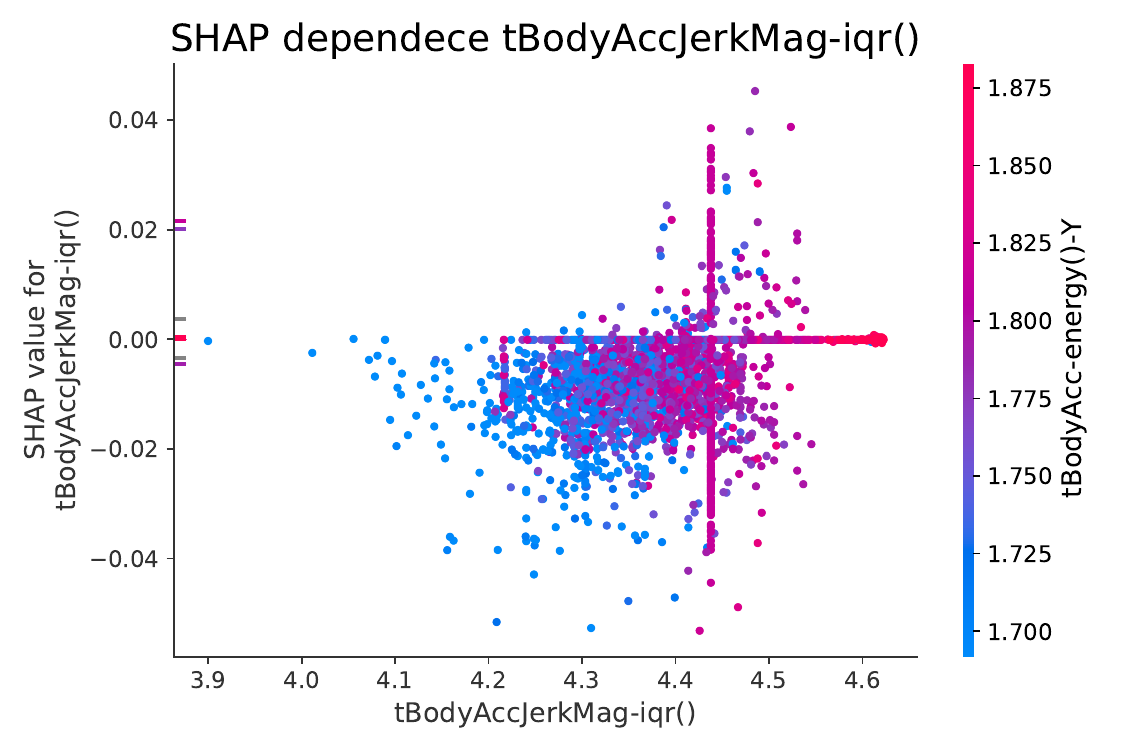 SHAP dependece tBodyAccJerkMag-iqr()
0.04
0.02
0.00
−0.02
−0.04
SHAP value for
tBodyAccJerkMag-iqr()
3.9 4.0 4.1 4.2 4.3 4.4 4.5 4.6
tBodyAccJerkMag-iqr()
1.875
1.850
1.825
1.800
1.775
1.750
1.725
1.700
tBodyAcc-energy()-Y